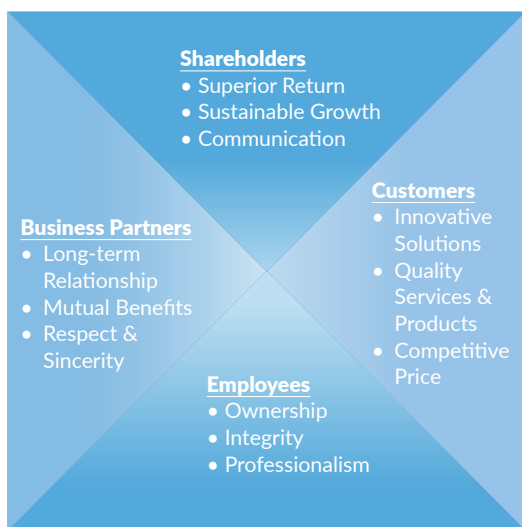 Shareholders
• Superior Return
• Sustainable Growth
• Communication
Business Partners
• Long-term
Relationship
• Mutual Benefits
• Respect &
Sincerity
Customers
• Innovative
Solutions
• Quality
Services &
Products
• Competitive
Price
Employees
• Ownership
• Integrity
• Professionalism